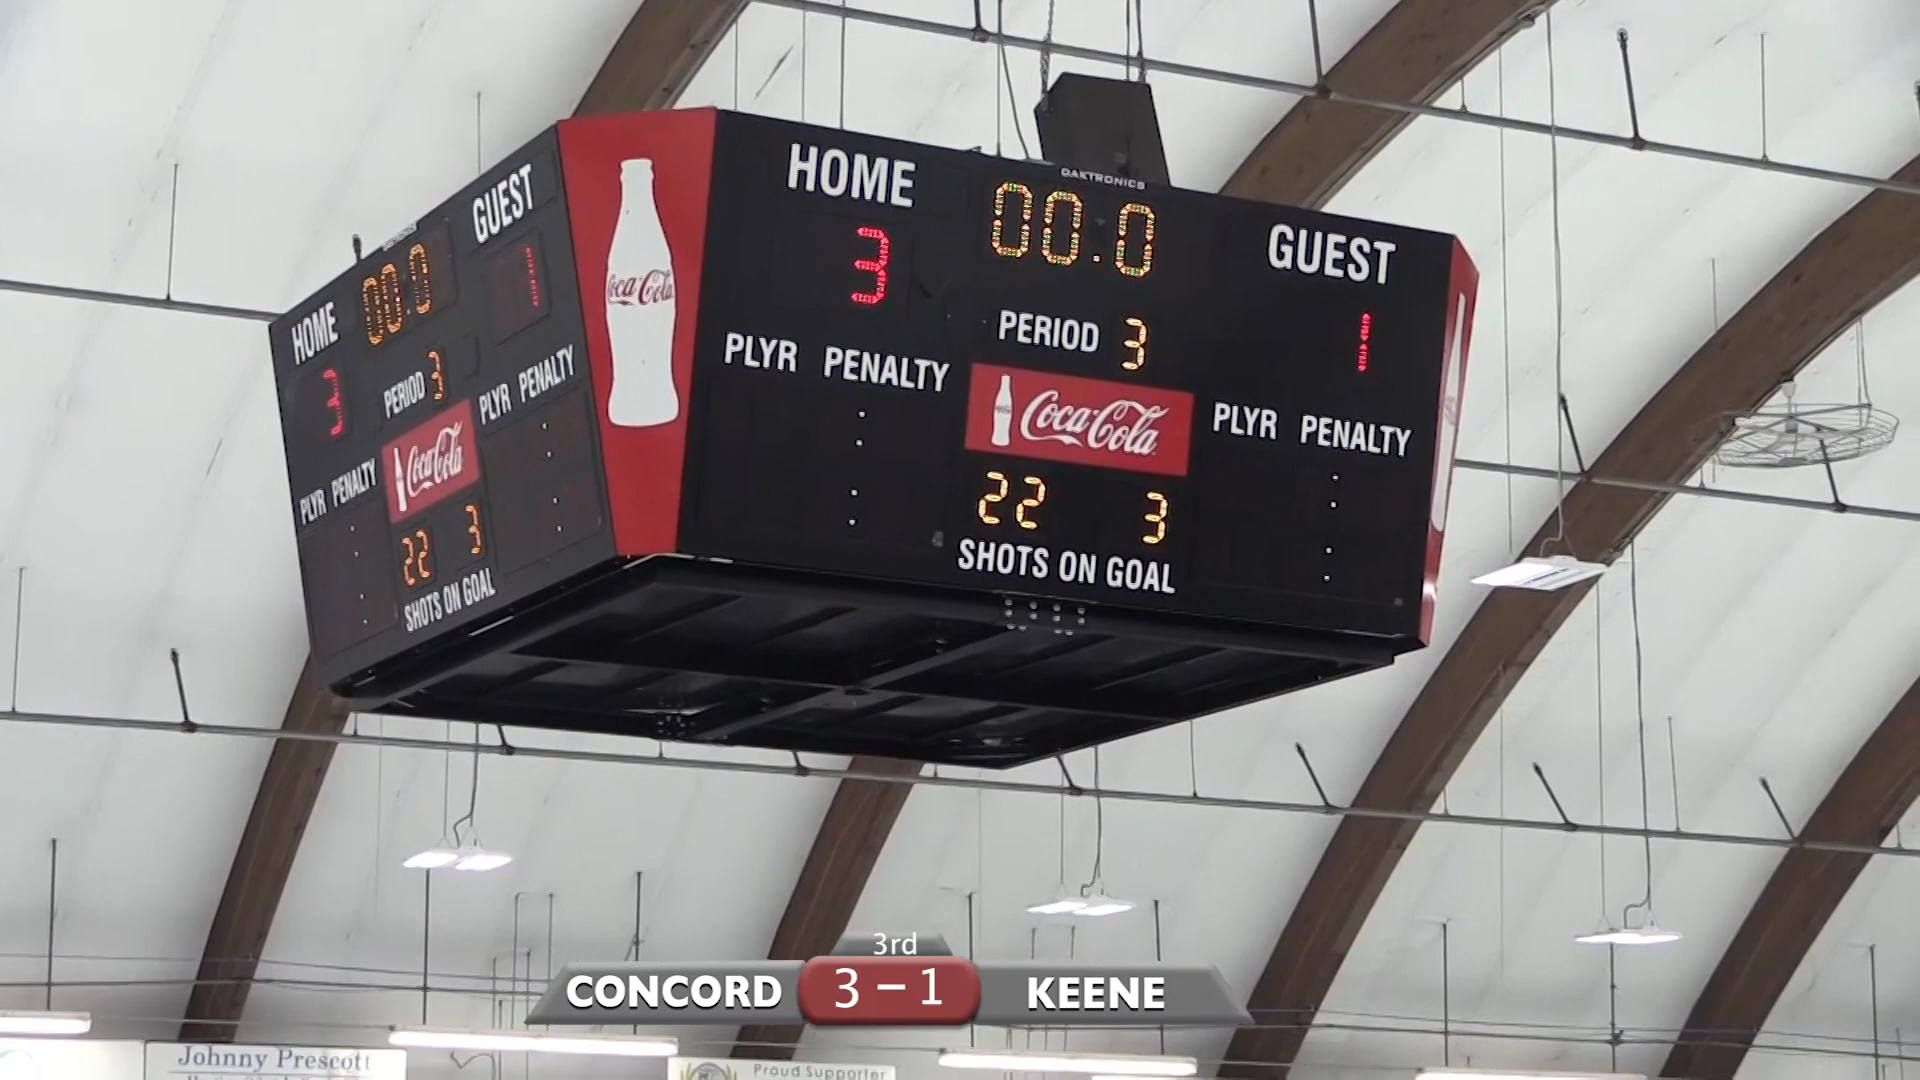 HOME
00.0
GUEST
3
PERIOD 3
1
PLYR PENALTY
Coca-Cola
PLYR PENALTY
22 3
SHOTS ON GOAL
DAKTRONICS
Coca-Cola
HOME
00.0
GUEST
3
PERIOD 3
1
PLYR PENALTY
Coca-Cola
PLYR PENALTY
22 3
SHOTS ON GOAL
3rd
CONCORD 3 – 1 KEENE
Johnny Prescott
Proud Supporter